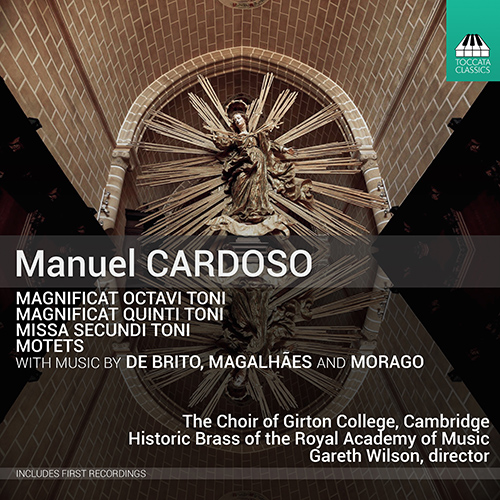 TOCCATA
CLASSICS
Manuel CARDOSO
MAGNIFICAT OCTAVI TONI
MAGNIFICAT QUINTI TONI
MISSA SECUNDI TONI
MOTETS
WITH MUSIC BY DE BRITO, MAGALHÃES AND MORAGO
The Choir of Girton College, Cambridge
Historic Brass of the Royal Academy of Music
Gareth Wilson, director
INCLUDES FIRST RECORDINGS